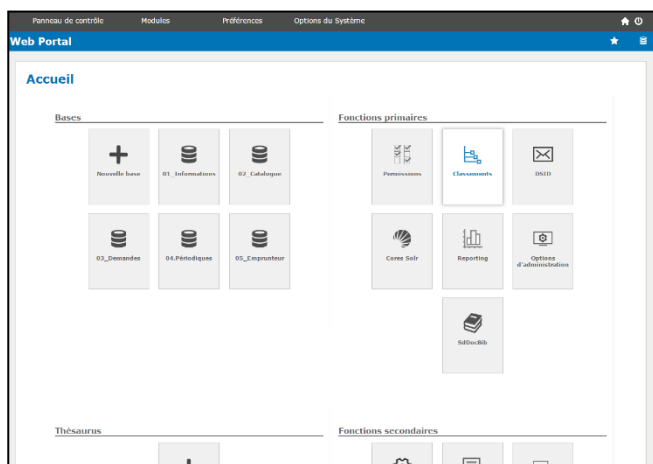 Panneau de contrôle Modules Préférences Options du Système
Web Portal
Accueil
Bases
Nouvelle base 01_Informations 02_Catalogue
03_Demandes 04.Périodiques 05_Emprunteur
Fonctions primaires
Permissions Classements DSID
Cores Solr Reporting Options
d'administration
SdDocBib
Thésaurus
Fonctions secondaires